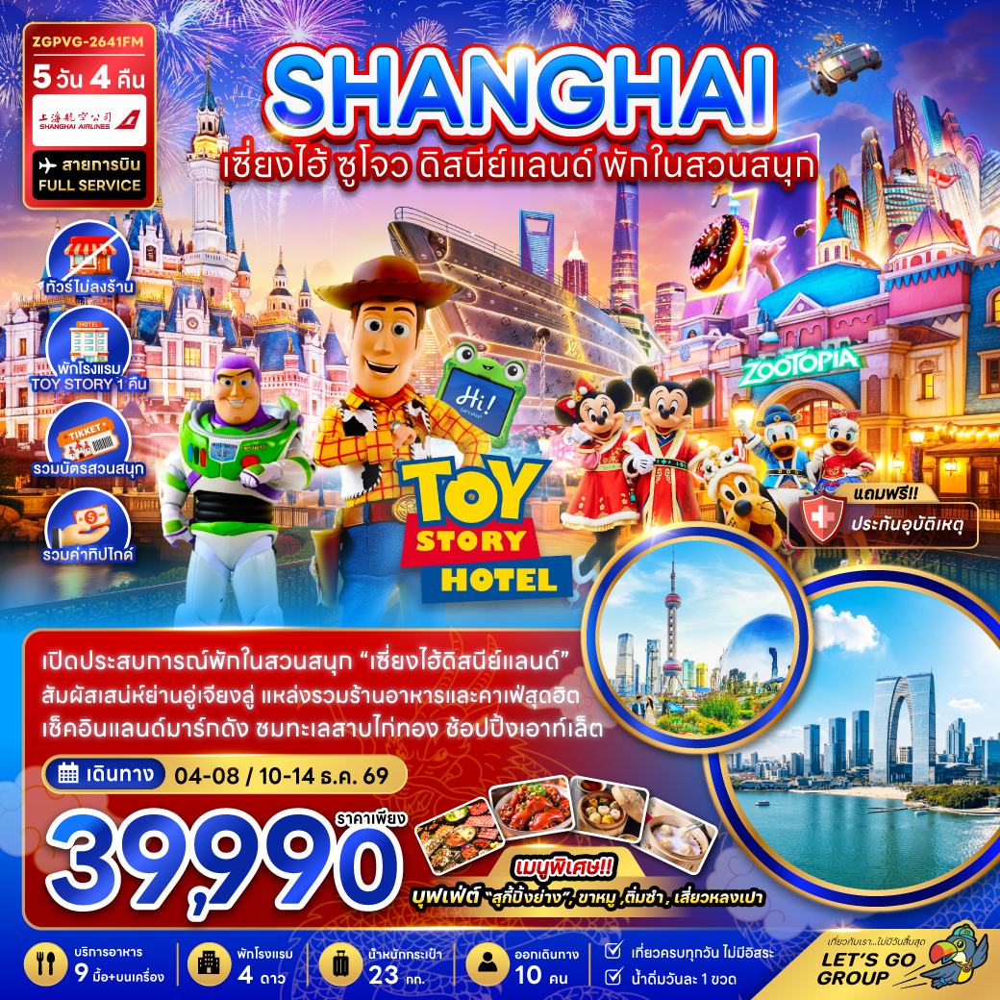 ZGPVG-2641FM
5 วัน 4 คืน
上海航空公司
SHANGHAI AIRLINES
สายการบิน
FULL SERVICE
SHANGHAI
เซี่ยงไฮ้ ซูโจว ดิสนีย์แลนด์ พักในสวนสนุก
ทัวร์ไม่ลงร้าน
HOTEL
พักโรงแรม
TOY STORY 1 คืน
TIKKET
รวมบัตรสวนสนุก
รวมค่าทิปไกด์
Hi!
Let's play!
ZOOTOPIA
TOY
STORY
HOTEL
แถมฟรี!!
ประกันอุบัติเหตุ
เปิดประสบการณ์พักในสวนสนุก “เซี่ยงไฮ้ดิสนีย์แลนด์”
สัมผัสเสน่ห์ย่านอู่เจียงลู่ แหล่งรวมร้านอาหารและคาเฟ่สุดฮิต
เช็คอินแลนด์มาร์กดัง ชมทะเลสาบไก่ทอง ช้อปปิ้งเอาท์เล็ต
เดินทาง 04-08 / 10-14 ธ.ค. 69
ราคาเพียง
39,990
เมนูพิเศษ!!
บุฟเฟ่ต์ “สุกี้ปิ้งย่าง”, ขาหมู ,ติ่มซำ , เสี่ยวหลงเปา
บริการอาหาร
9 มื้อ+บนเครื่อง
พักโรงแรม
4 ดาว
น้ำหนักกระเป๋า
23 กก.
ออกเดินทาง
10 คน
เที่ยวครบทุกวัน ไม่มีอิสระ
น้ำดื่มวันละ 1 ขวด
เที่ยวกับเรา...ไม่มีวันสิ้นสุด
LET'S GO
GROUP